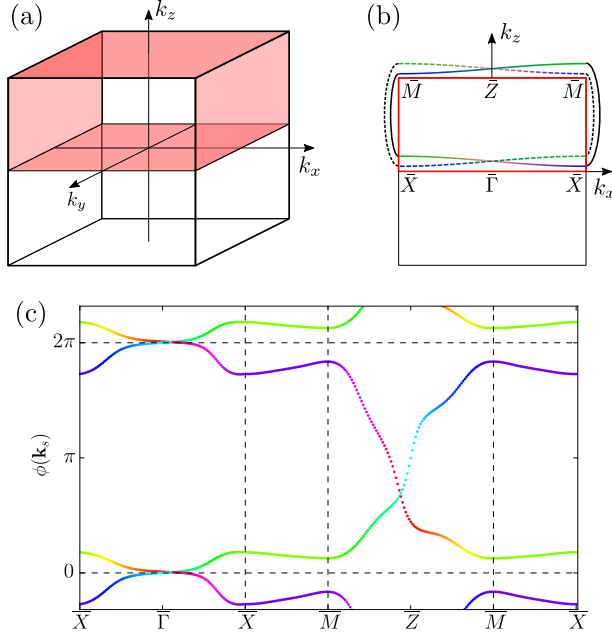 (a)
k_z
k_x
k_y
(b)
k_z
M̄ Z̄ M̄
X̄ Γ̄ X̄
k_x
(c)
2π
π
0
ϕ(k_s)
X̄ Γ̄ X̄ M̄ Z̄ M̄ X̄